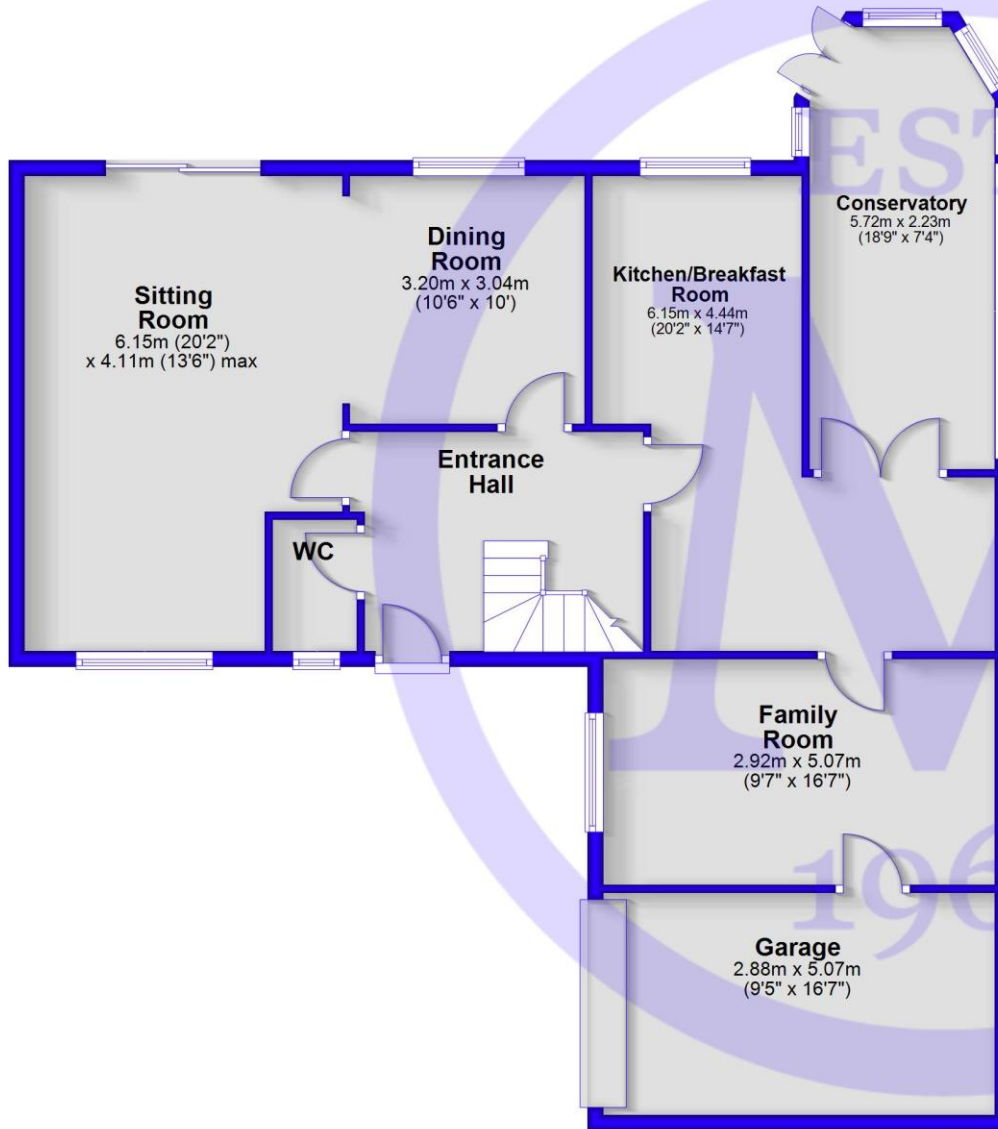 EST
Conservatory
5.72m x 2.23m
(18'9" x 7'4")
Dining
Room
3.20m x 3.04m
(10'6" x 10')
Kitchen/Breakfast
Room
6.15m x 4.44m
(20'2" x 14'7")
Sitting
Room
6.15m (20'2")
x 4.11m (13'6") max
Entrance
Hall
WC
M
Family
Room
2.92m x 5.07m
(9'7" x 16'7")
196
Garage
2.88m x 5.07m
(9'5" x 16'7")